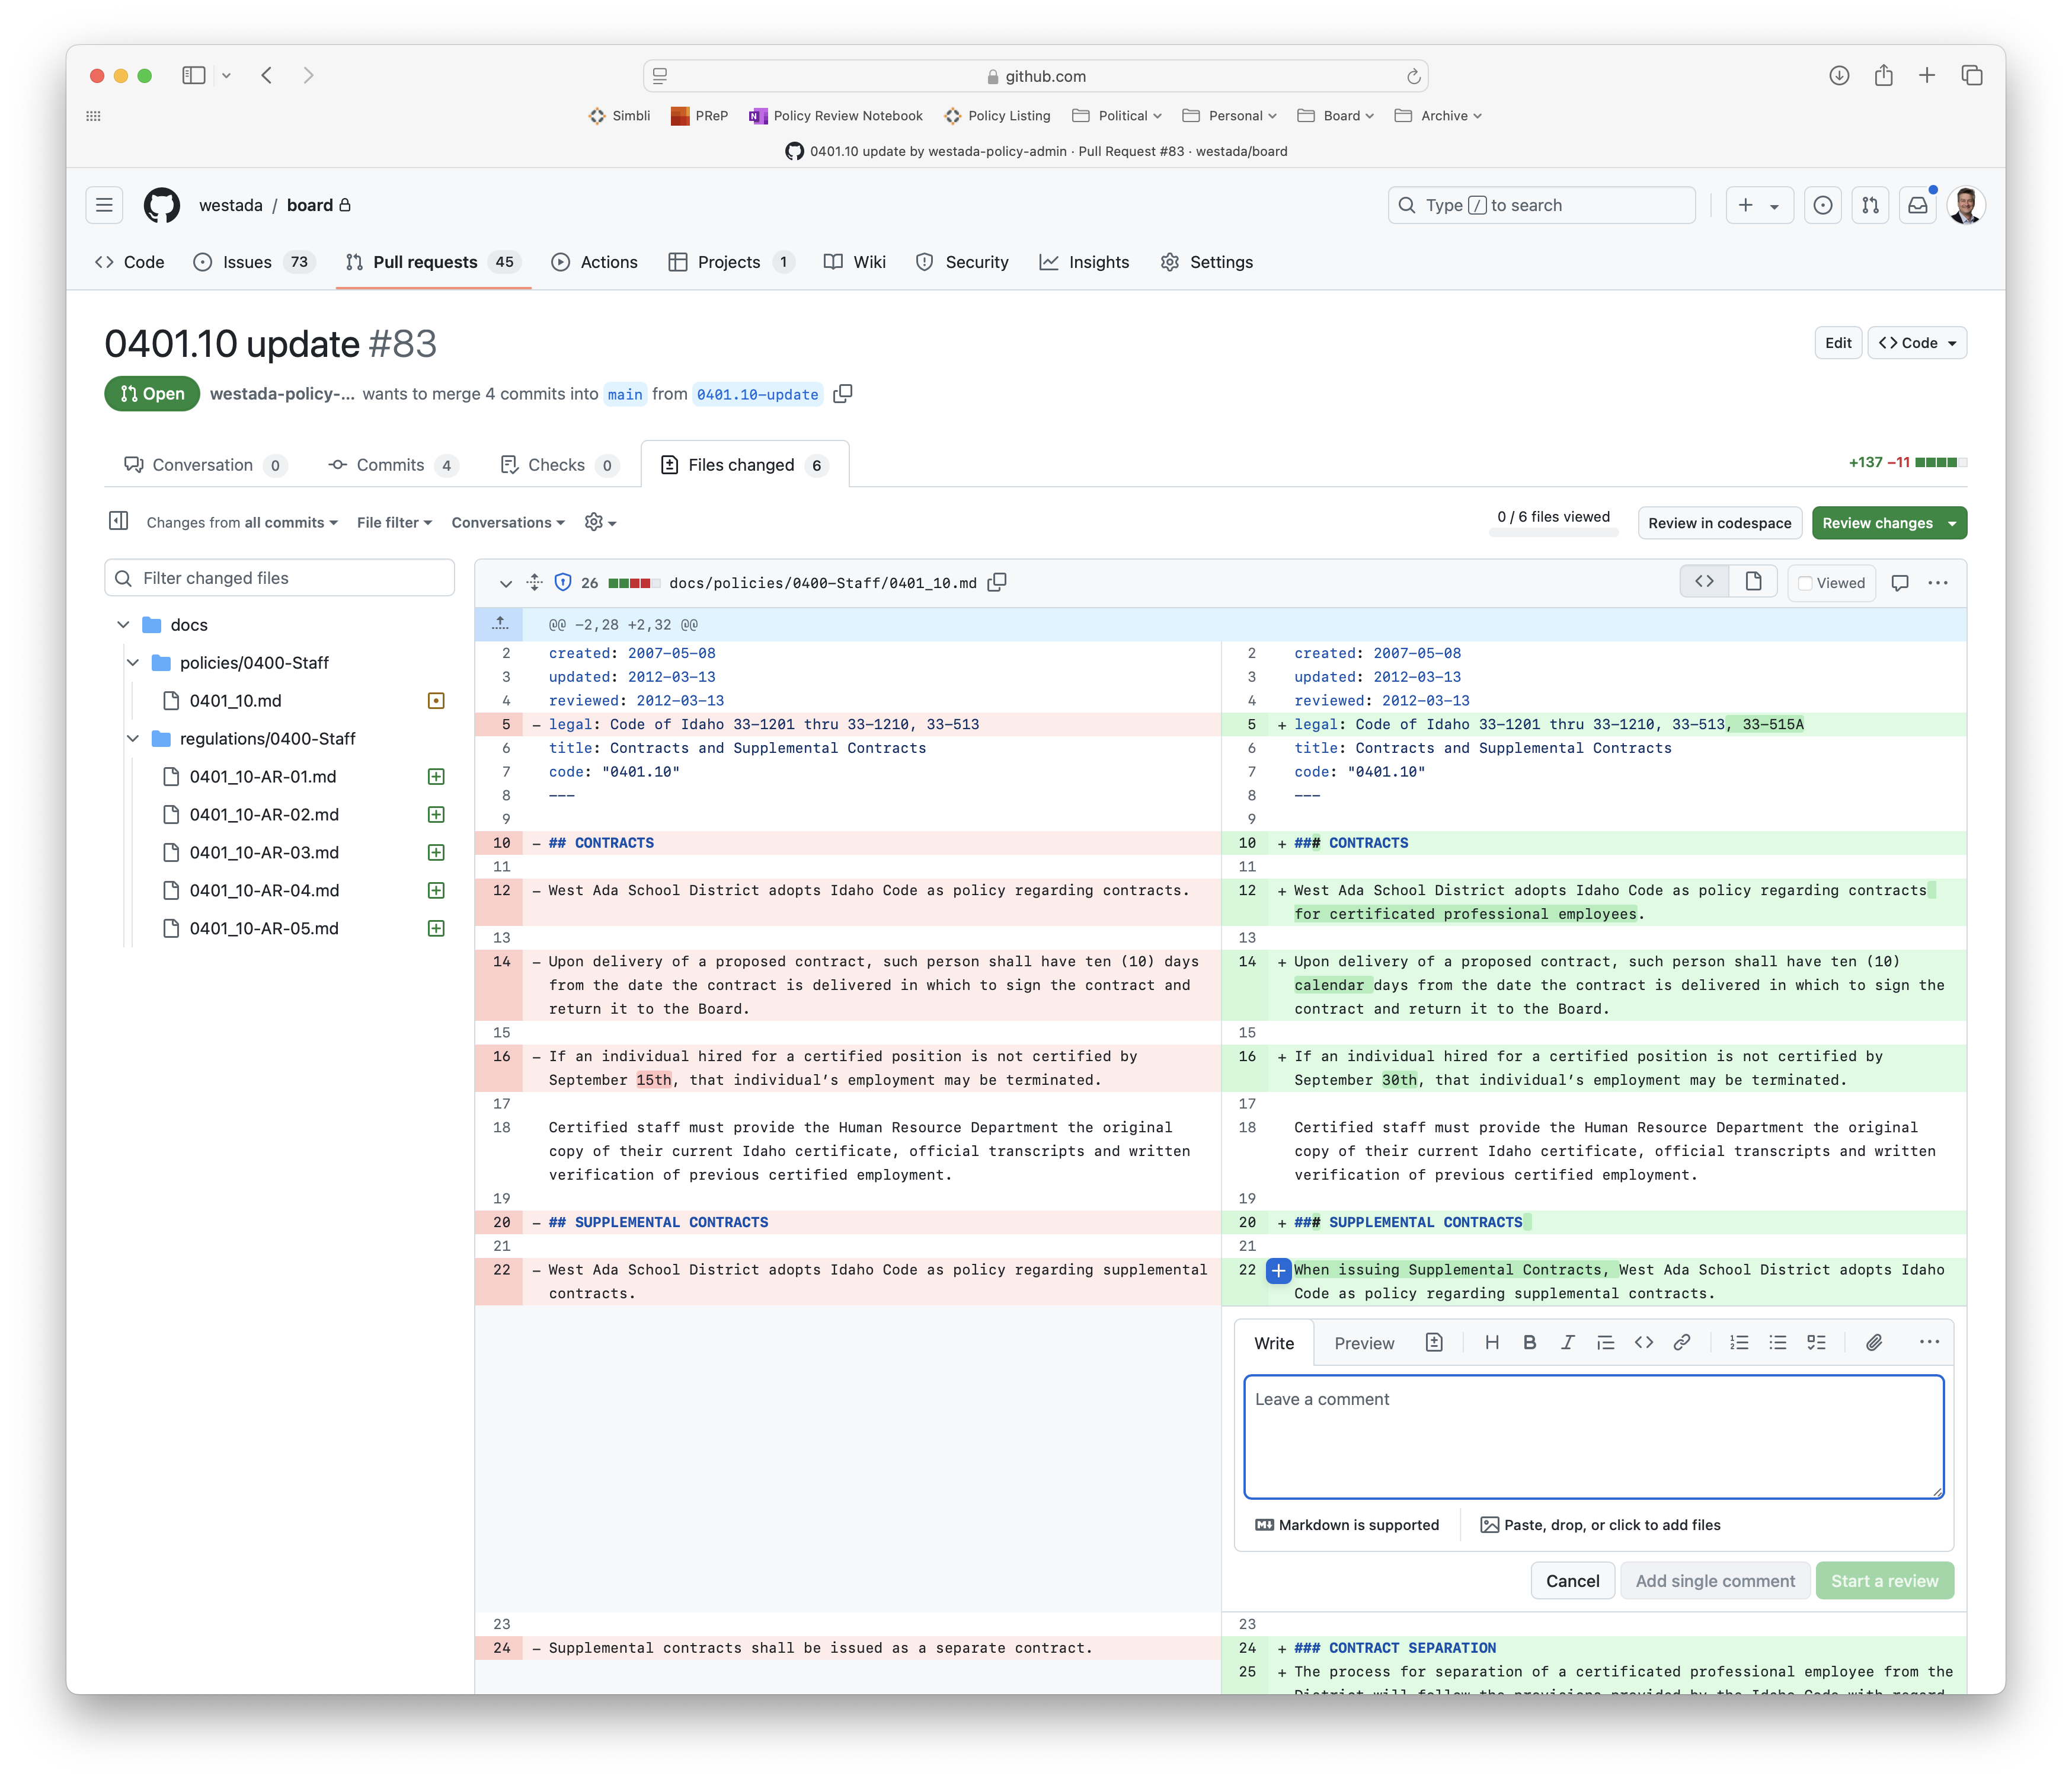 github.com
Simbli PReP Policy Review Notebook Policy Listing Political Personal Board Archive
0401.10 update by westada-policy-admin · Pull Request #83 · westada/board
westada / board
Type / to search
Code Issues 73 Pull requests 45 Actions Projects 1 Wiki Security Insights Settings
0401.10 update #83
Edit
Code
Open westada-policy-... wants to merge 4 commits into main from 0401.10-update
Conversation 0 Commits 4 Checks 0 Files changed 6
+137 −11
Changes from all commits File filter Conversations
0 / 6 files viewed
Review in codespace
Review changes
Filter changed files
docs
policies/0400-Staff
0401_10.md
regulations/0400-Staff
0401_10-AR-01.md
0401_10-AR-02.md
0401_10-AR-03.md
0401_10-AR-04.md
0401_10-AR-05.md
26 docs/policies/0400-Staff/0401_10.md
Viewed
@@ -2,28 +2,32 @@
2 created: 2007-05-08
3 updated: 2012-03-13
4 reviewed: 2012-03-13
5 - legal: Code of Idaho 33-1201 thru 33-1210, 33-513
6 title: Contracts and Supplemental Contracts
7 code: "0401.10"
8 ---
9
10 - ## CONTRACTS
11
12 - West Ada School District adopts Idaho Code as policy regarding contracts.
13
14 - Upon delivery of a proposed contract, such person shall have ten (10) days
from the date the contract is delivered in which to sign the contract and
return it to the Board.
15
16 - If an individual hired for a certified position is not certified by
September 15th, that individual’s employment may be terminated.
17
18 Certified staff must provide the Human Resource Department the original
copy of their current Idaho certificate, official transcripts and written
verification of previous certified employment.
19
20 - ## SUPPLEMENTAL CONTRACTS
21
22 - West Ada School District adopts Idaho Code as policy regarding supplemental
contracts.
23
24 - Supplemental contracts shall be issued as a separate contract.
2 created: 2007-05-08
3 updated: 2012-03-13
4 reviewed: 2012-03-13
5 + legal: Code of Idaho 33-1201 thru 33-1210, 33-513, 33-515A
6 title: Contracts and Supplemental Contracts
7 code: "0401.10"
8 ---
9
10 + ### CONTRACTS
11
12 + West Ada School District adopts Idaho Code as policy regarding contracts
for certificated professional employees.
13
14 + Upon delivery of a proposed contract, such person shall have ten (10)
calendar days from the date the contract is delivered in which to sign the
contract and return it to the Board.
15
16 + If an individual hired for a certified position is not certified by
September 30th, that individual’s employment may be terminated.
17
18 Certified staff must provide the Human Resource Department the original
copy of their current Idaho certificate, official transcripts and written
verification of previous certified employment.
19
20 + ### SUPPLEMENTAL CONTRACTS
21
22 When issuing Supplemental Contracts, West Ada School District adopts Idaho
Code as policy regarding supplemental contracts.
Write Preview
Leave a comment
Markdown is supported
Paste, drop, or click to add files
Cancel
Add single comment
Start a review
23
24 + ### CONTRACT SEPARATION
25 + The process for separation of a certificated professional employee from the
District will follow the provisions provided by the Idaho Code with regard